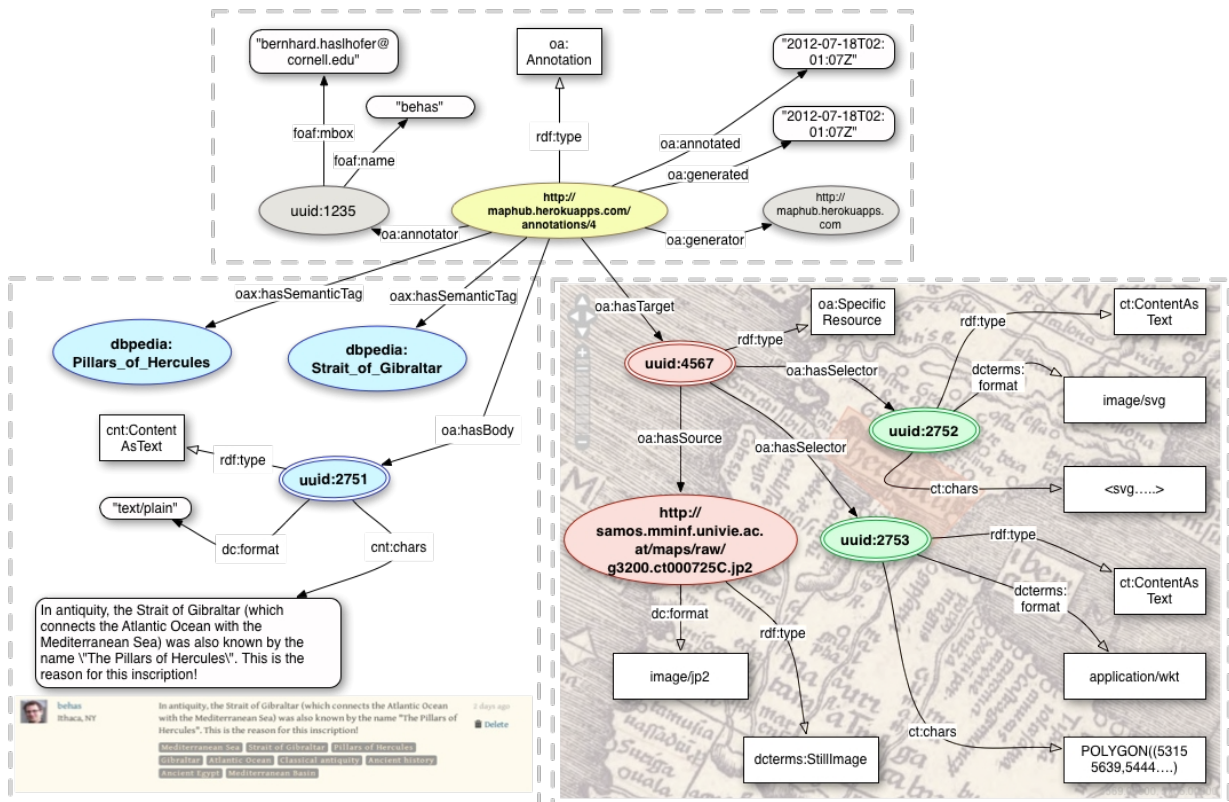 "bernhard.haslhofer@
cornell.edu"
oa:
Annotation
"2012-07-18T02:
01:07Z"
"behas"
"2012-07-18T02:
01:07Z"
foaf:mbox
rdf:type
oa:annotated
foaf:name
oa:generated
uuid:1235
http://
maphub.herokuapps.com/
annotations/4
http://
maphub.herokuapps.
com
oa:annotator
oa:generator
oax:hasSemanticTag
oax:hasSemanticTag
dbpedia:
Pillars_of_Hercules
dbpedia:
Strait_of_Gibraltar
cnt:Content
AsText
oa:hasBody
rdf:type
uuid:2751
"text/plain"
dc:format
cnt:chars
In antiquity, the Strait of Gibraltar (which
connects the Atlantic Ocean with the
Mediterranean Sea) was also known by the
name \"The Pillars of Hercules\". This is the
reason for this inscription!
behas
Ithaca, NY
In antiquity, the Strait of Gibraltar (which connects the Atlantic Ocean
with the Mediterranean Sea) was also known by the name "The Pillars of
Hercules". This is the reason for this inscription!
2 days ago
Delete
Mediterranean Sea Strait of Gibraltar Pillars of Hercules
Gibraltar Atlantic Ocean Classical antiquity Ancient history
Ancient Egypt Mediterranean Basin
oa:hasTarget
oa:Specific
Resource
rdf:type
ct:ContentAs
Text
rdf:type
uuid:4567
oa:hasSelector
dcterms:
format
image/svg
uuid:2752
oa:hasSource
oa:hasSelector
ct:chars
<svg.....>
http://
samos.mminf.univie.ac.
at/maps/raw/
g3200.ct000725C.jp2
uuid:2753
rdf:type
ct:ContentAs
Text
dcterms:
format
dc:format
rdf:type
image/jp2
application/wkt
ct:chars
dcterms:StillImage
POLYGON((5315
5639,5444....)